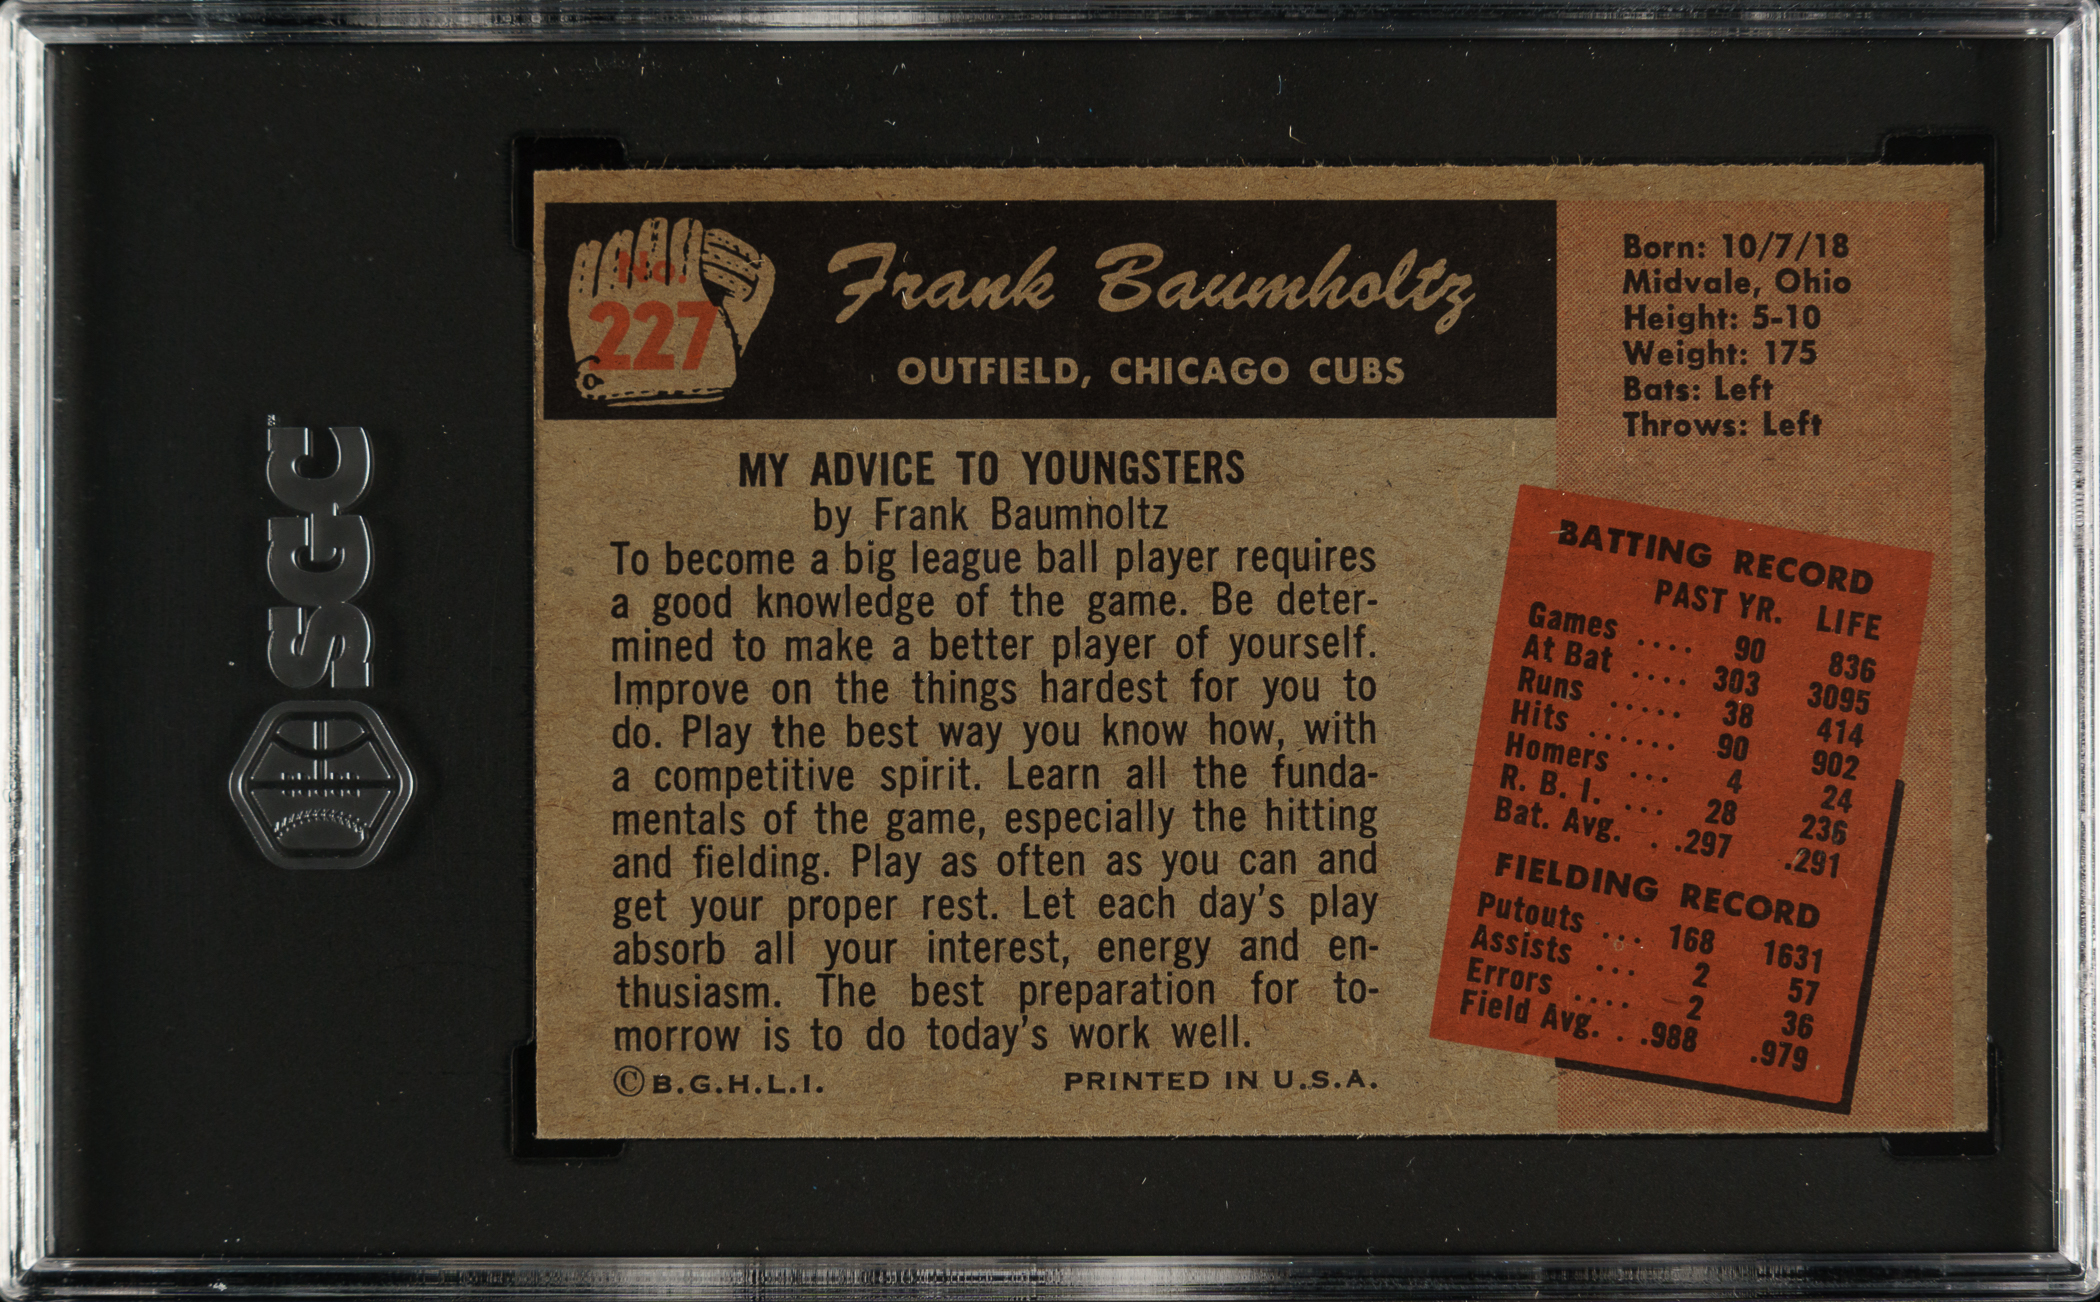 SGC
No.
227
Frank Baumholtz
OUTFIELD, CHICAGO CUBS
Born: 10/7/18
Midvale, Ohio
Height: 5-10
Weight: 175
Bats: Left
Throws: Left
MY ADVICE TO YOUNGSTERS
by Frank Baumholtz
To become a big league ball player requires
a good knowledge of the game. Be deter-
mined to make a better player of yourself.
Improve on the things hardest for you to
do. Play the best way you know how, with
a competitive spirit. Learn all the funda-
mentals of the game, especially the hitting
and fielding. Play as often as you can and
get your proper rest. Let each day's play
absorb all your interest, energy and en-
thusiasm. The best preparation for to-
morrow is to do today's work well.
©B.G.H.L.I. PRINTED IN U.S.A.
BATTING RECORD
PAST YR. LIFE
Games .... 90 836
At Bat .... 303 3095
Runs ..... 38 414
Hits ...... 90 902
Homers ... 4 24
R. B. I. ... 28 236
Bat. Avg. . .297 .291
FIELDING RECORD
Putouts ... 168 1631
Assists ... 2 57
Errors .... 2 36
Field Avg. . .988 .979